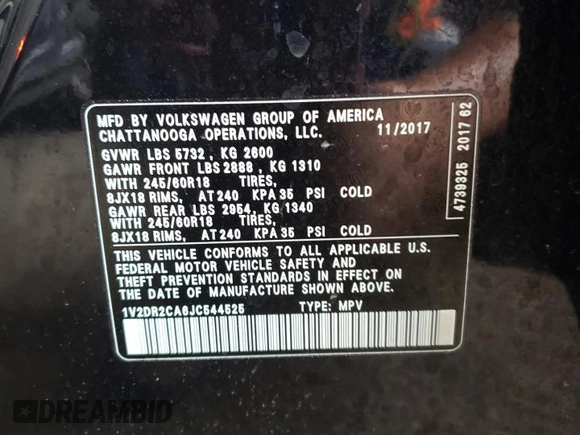 MFD BY VOLKSWAGEN GROUP OF AMERICA
CHATTANOOGA OPERATIONS, LLC. 11/2017
GVWR LBS 5732 , KG 2600
GAWR FRONT LBS 2888 , KG 1310
WITH 245/60R18 TIRES,
8JX18 RIMS, AT 240 KPA 35 PSI COLD
GAWR REAR LBS 2954, KG 1340
WITH 245/60R18 TIRES,
8JX18 RIMS, AT 240 KPA 35 PSI COLD
THIS VEHICLE CONFORMS TO ALL APPLICABLE U.S.
FEDERAL MOTOR VEHICLE SAFETY AND
THEFT PREVENTION STANDARDS IN EFFECT ON
THE DATE OF MANUFACTURE SHOWN ABOVE.
1V2DR2CA6JC544525 TYPE: MPV
4739325 2017 62
DREAMBID